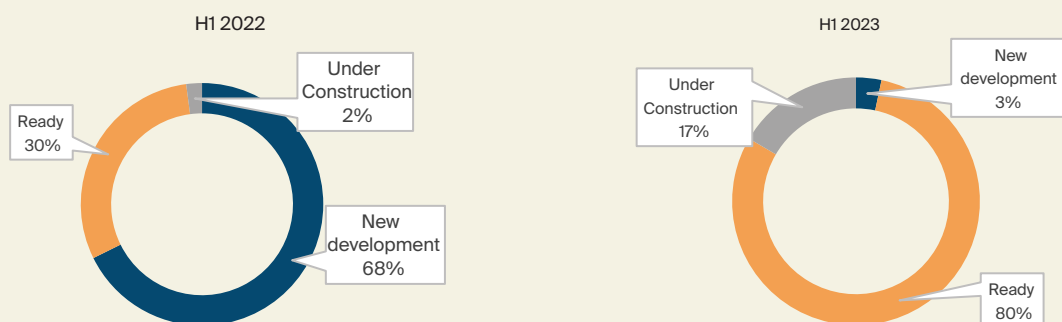 H1 2022
Under
Construction
2%
Ready
30%
New
development
68%
H1 2023
New
development
3%
Under
Construction
17%
Ready
80%